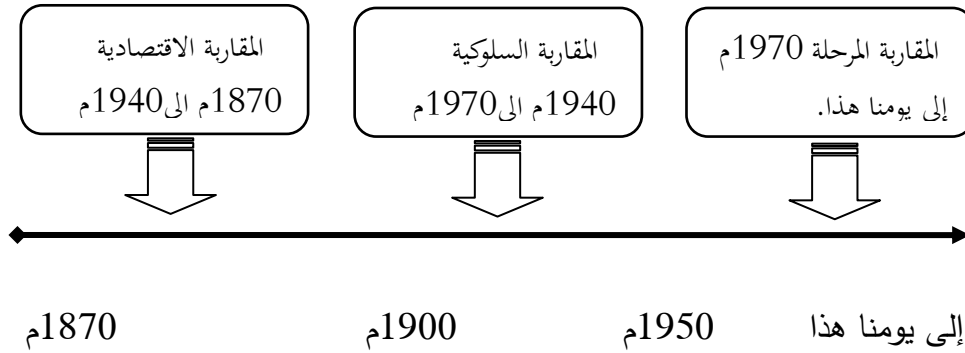 المقاربة الاقتصادية
1870م الى1940م
المقاربة السلوكية
1940م الى1970م
المقاربة المرحلة 1970م
إلى يومنا هذا.
1870م
1900م
1950م
إلى يومنا هذا